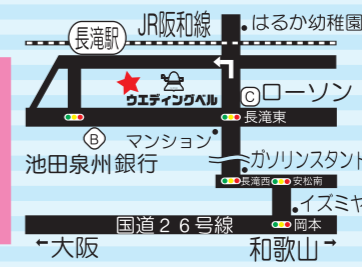 JR阪和線
はるか幼稚園
長滝駅
ウエディングベル
Ⓒローソン
長滝東
Ⓑ
マンション
池田泉州銀行
ガソリンスタンド
長滝西
安松南
イズミヤ
国道26号線
岡本
←大阪
和歌山→